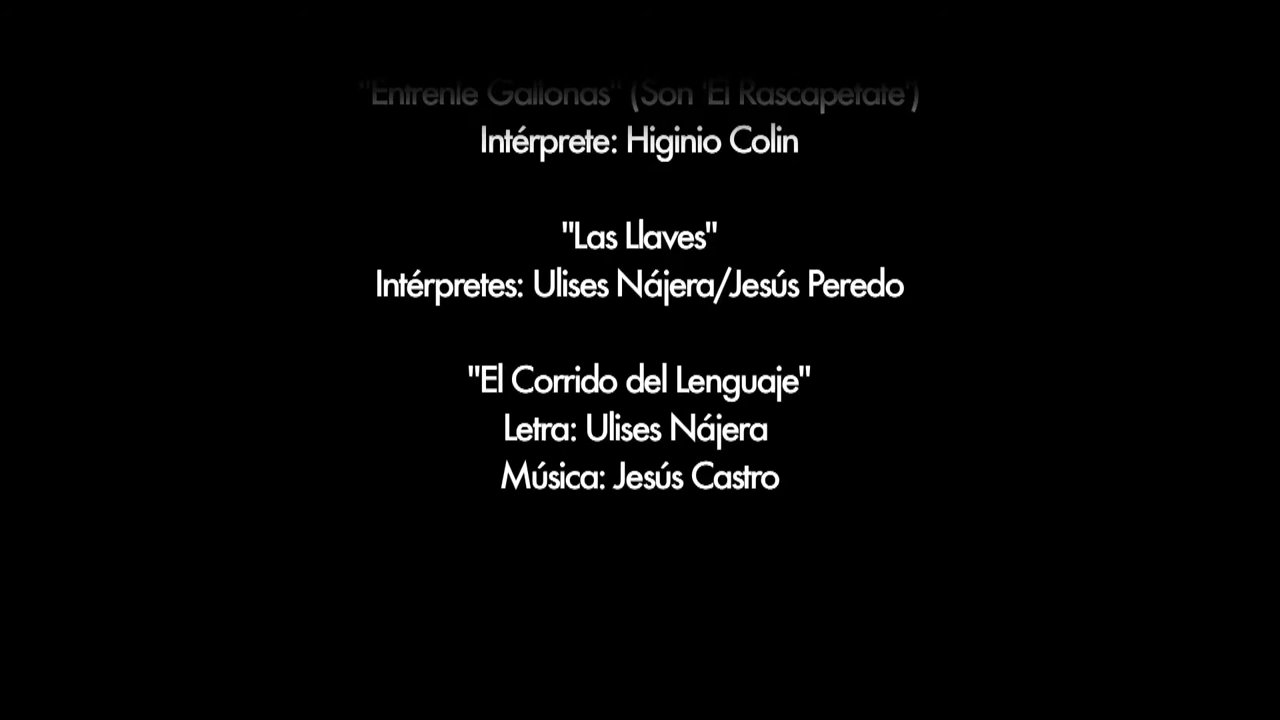 "Entrenle Gallonas" (Son 'El Rascapetate')
Intérprete: Higinio Colin
"Las Llaves"
Intérpretes: Ulises Nájera/Jesús Peredo
"El Corrido del Lenguaje"
Letra: Ulises Nájera
Música: Jesús Castro